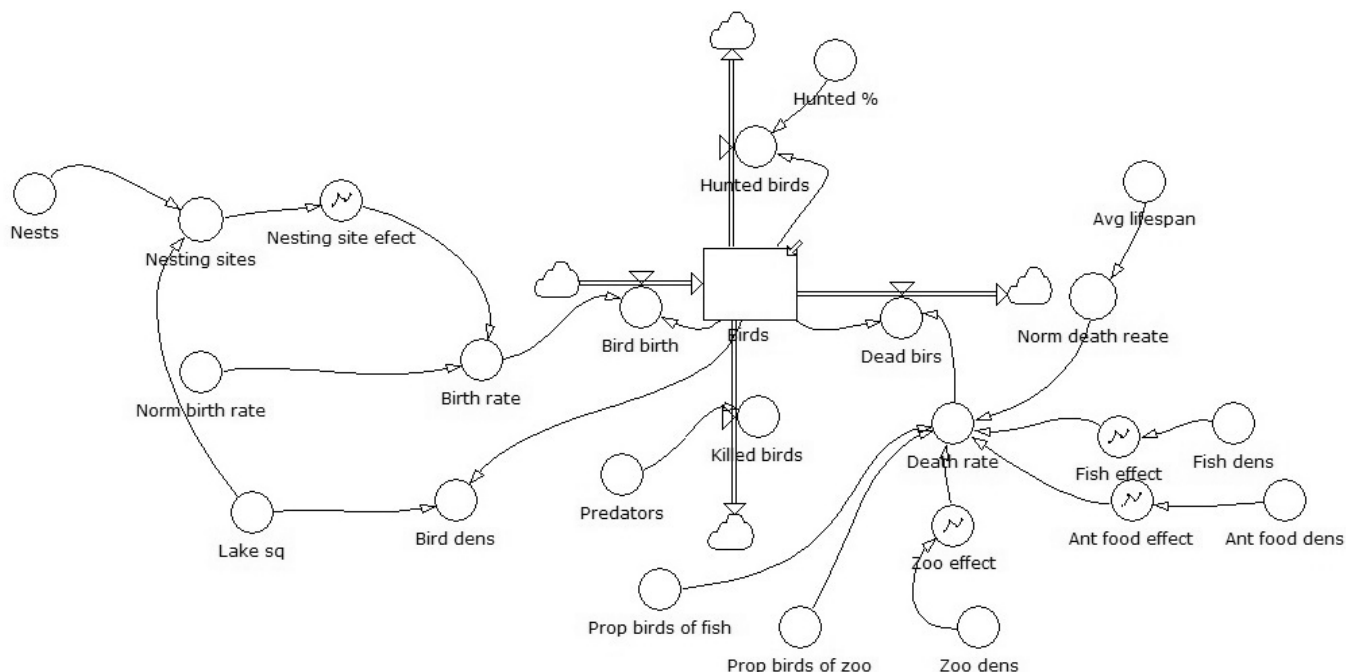 Hunted %
Hunted birds
Nests
Nesting sites
Nesting site efect
Avg lifespan
Norm death reate
Bird birth
Birds
Dead birs
Norm birth rate
Birth rate
Killed birds
Death rate
Fish effect
Fish dens
Predators
Lake sq
Bird dens
Zoo effect
Ant food effect
Ant food dens
Prop birds of fish
Prop birds of zoo
Zoo dens